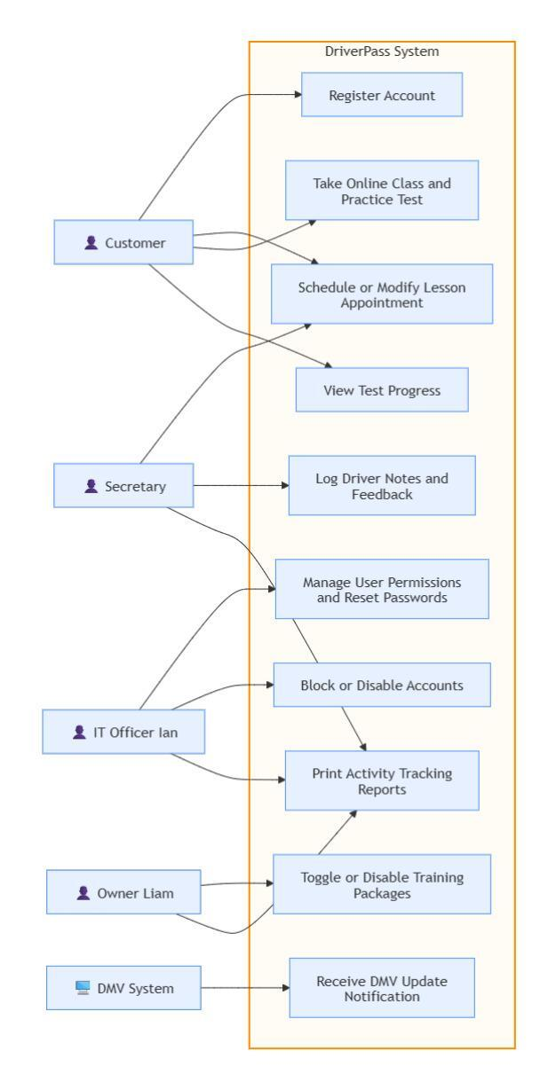 DriverPass System
Register Account
Take Online Class and
Practice Test
Customer
Schedule or Modify Lesson
Appointment
View Test Progress
Secretary
Log Driver Notes and
Feedback
Manage User Permissions
and Reset Passwords
Block or Disable Accounts
IT Officer Ian
Print Activity Tracking
Reports
Owner Liam
Toggle or Disable Training
Packages
DMV System
Receive DMV Update
Notification